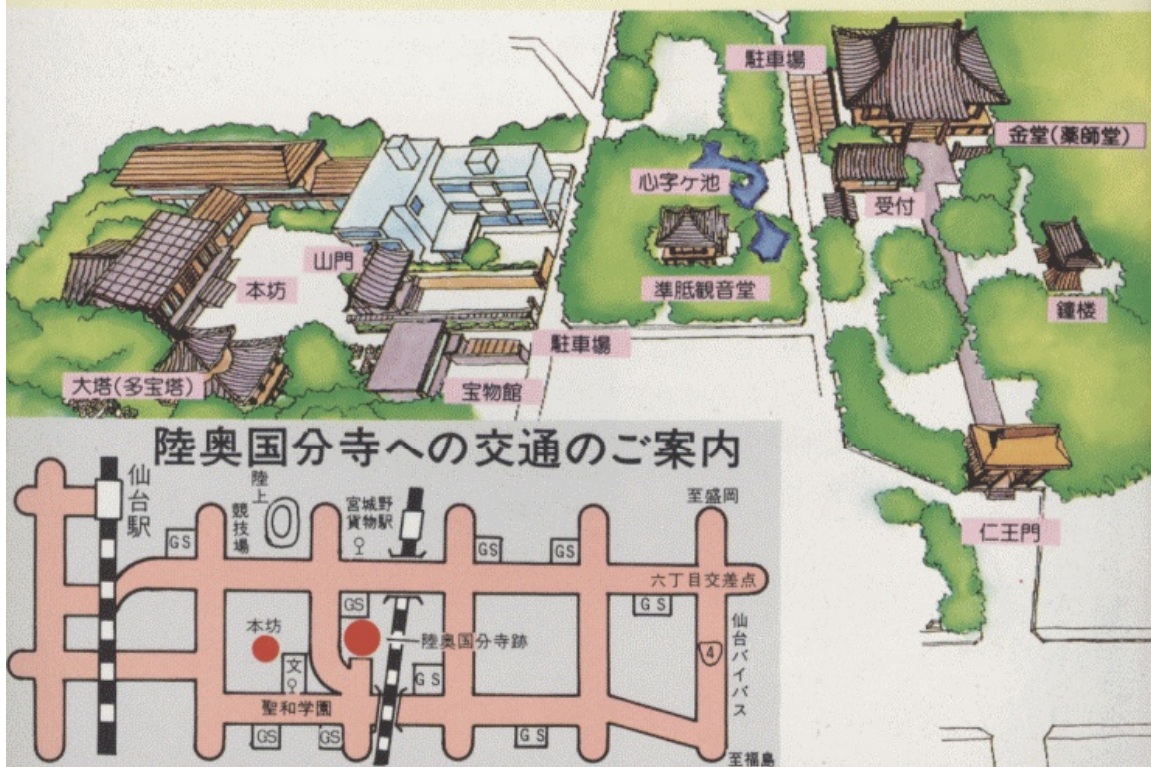 駐車場
金堂(薬師堂)
心字ケ池
受付
山門
本坊
準胝観音堂
鐘楼
駐車場
大塔(多宝塔)
宝物館
仁王門
陸奥国分寺への交通のご案内
仙台駅
陸上
競技場
宮城野
貨物駅
至盛岡
GS
GS
GS
六丁目交差点
GS
GS
本坊
陸奥国分寺跡
仙台バイパス
4
文
GS
聖和学園
GS
GS
GS
至福島